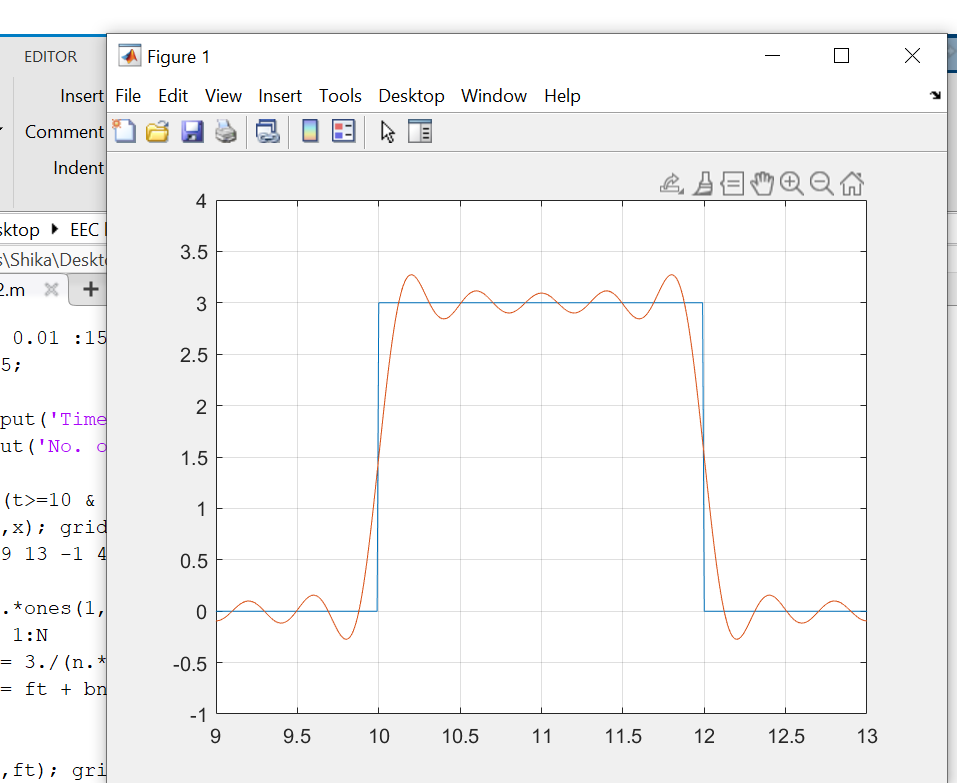 EDITOR
Figure 1
Insert
File Edit View Insert Tools Desktop Window Help
Comment
Indent
sktop EEC
s\Shika\Deskt
2.m
0.01 :15
5;
put('Time
ut('No. o
(t>=10 &
,x); grid
9 13 -1 4
.*ones(1,
1:N
= 3./(n.*
= ft + bn
,ft); gri
4
3.5
3
2.5
2
1.5
1
0.5
0
-0.5
-1
9 9.5 10 10.5 11 11.5 12 12.5 13